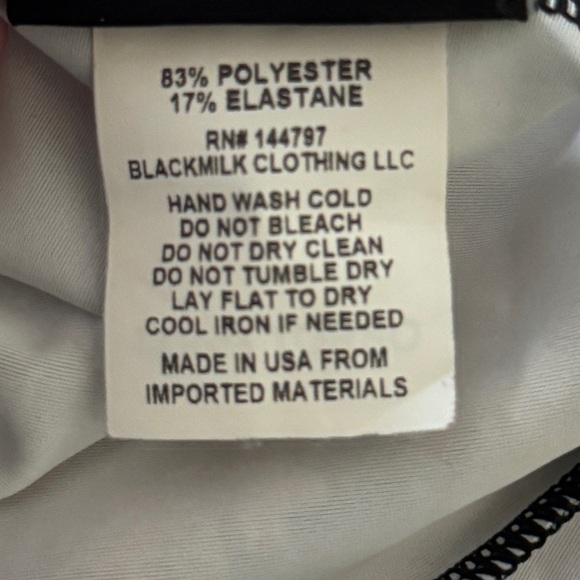 83% POLYESTER
17% ELASTANE
RN# 144797
BLACKMILK CLOTHING LLC
HAND WASH COLD
DO NOT BLEACH
DO NOT DRY CLEAN
DO NOT TUMBLE DRY
LAY FLAT TO DRY
COOL IRON IF NEEDED
MADE IN USA FROM
IMPORTED MATERIALS